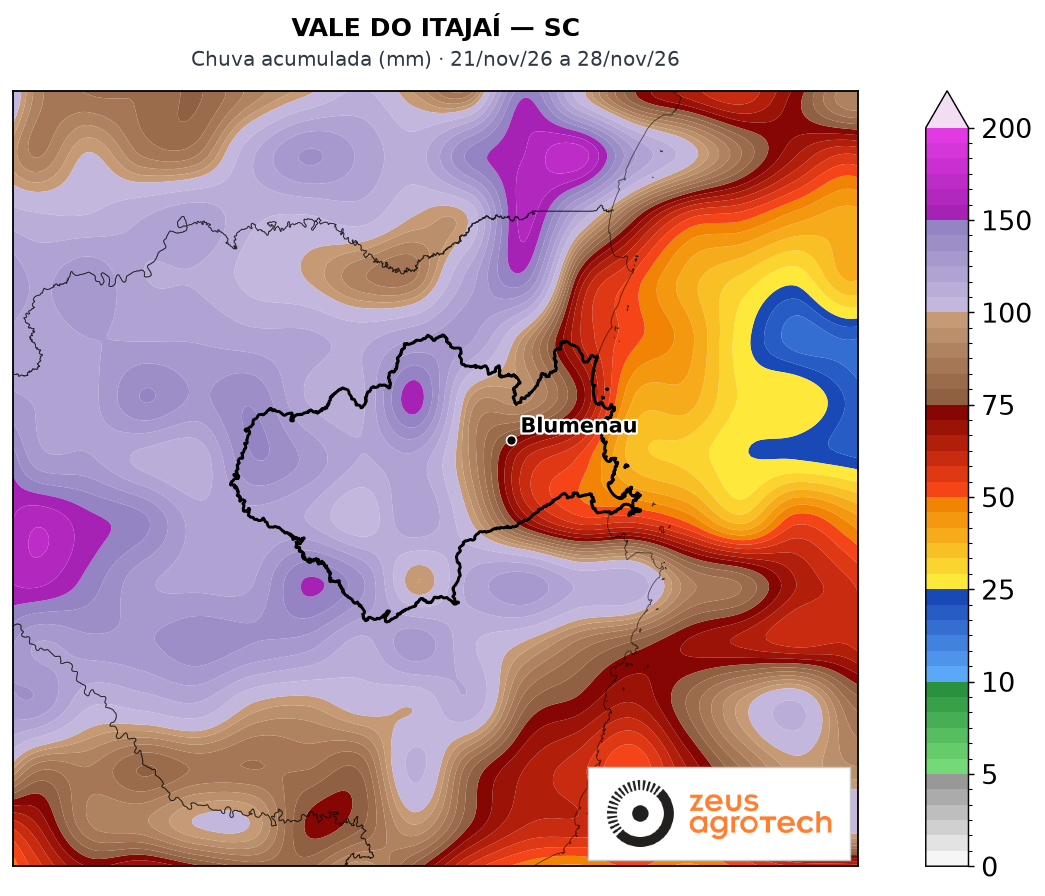 VALE DO ITAJAÍ — SC
Chuva acumulada (mm) · 21/nov/26 a 28/nov/26
200
150
100
75
50
25
10
5
0
Blumenau
zeus
agrotech